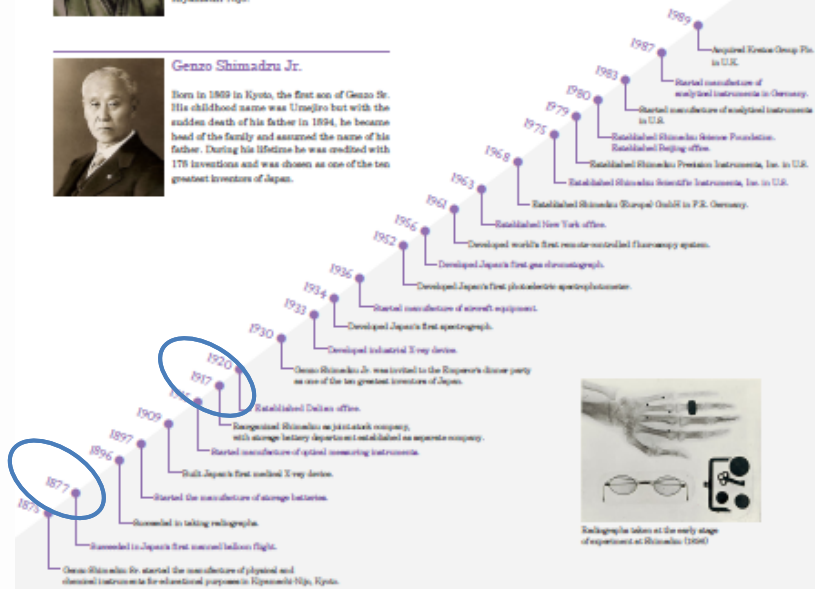 Genzo Shimadzu Jr.
Born in 1869 in Kyoto, the first son of Genzo Sr.
His childhood name was Umejiro but with the
sudden death of his father in 1894, he became
head of the family and assumed the name of his
father. During his lifetime he was credited with
178 inventions and was chosen as one of the ten
greatest inventors of Japan.
1989
Acquired Kratos Group Plc.
in U.K.
1987
Started manufacture of
analytical instruments in Germany.
1983
Started manufacture of analytical instruments
in U.S.
1980
Established Shimadzu Science Foundation.
Established Beijing office.
1979
Established Shimadzu Precision Instruments, Inc. in U.S.
1975
Established Shimadzu Scientific Instruments, Inc. in U.S.
1968
Established Shimadzu (Europa) GmbH in F.R. Germany.
1963
Established New York office.
1961
Developed world's first remote-controlled fluoroscopy system.
1956
Developed Japan's first gas chromatograph.
1952
Developed Japan's first photoelectric spectrophotometer.
1936
Started manufacture of aircraft equipment.
1934
Developed Japan's first spectrograph.
1933
Developed industrial X-ray device.
1930
Genzo Shimadzu Jr. was invited to the Emperor's dinner party
as one of the ten greatest inventors of Japan.
1920
Established Dalian office.
1917
Reorganized Shimadzu as joint stock company,
with storage battery department established as separate company.
Started manufacture of optical measuring instruments.
1909
Built Japan's first medical X-ray device.
1897
Started the manufacture of storage batteries.
1896
Succeeded in taking radiographs.
1877
Succeeded in Japan's first manned balloon flight.
1875
Genzo Shimadzu Sr. started the manufacture of physical and
chemical instruments for educational purposes in Kiyamachi-Nijo, Kyoto.
Radiographs taken at the early stage
of experiment at Shimadzu (1896)